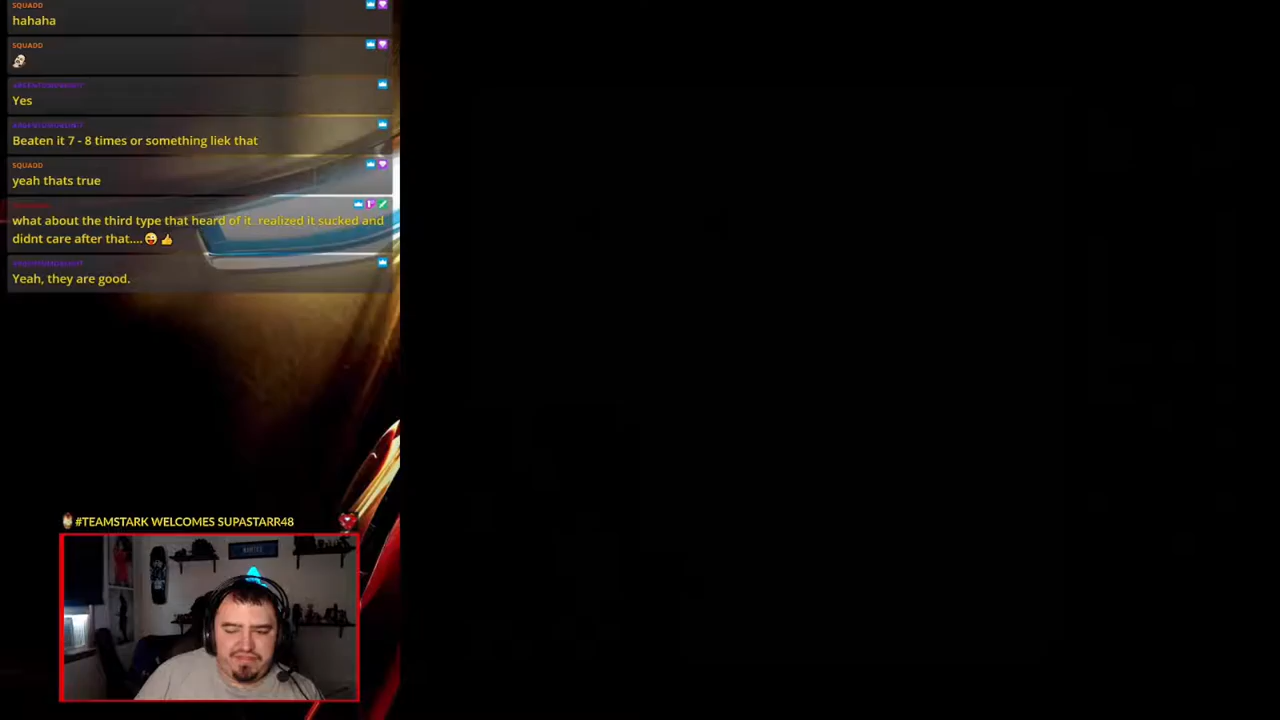 SQUADD
hahaha
SQUADD
Yes
Beaten it 7 - 8 times or something liek that
SQUADD
yeah thats true
what about the third type that heard of it..realized it sucked and
didnt care after that....
Yeah, they are good.
#TEAMSTARK WELCOMES SUPASTARR48